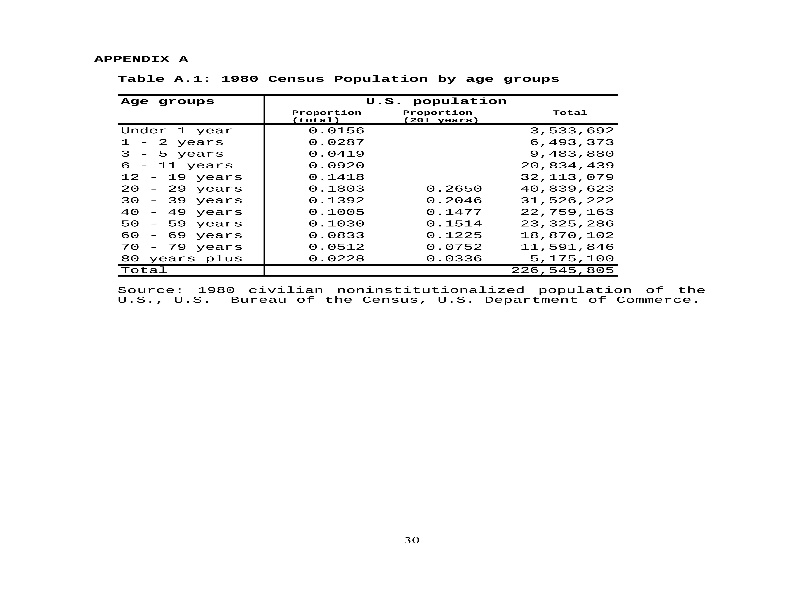 APPENDIX A
Table A.1: 1980 Census Population by age groups
Age groups U.S. population
Proportion (total) Proportion (20+ years) Total
Under 1 year 0.0156 3,533,692
1 - 2 years 0.0287 6,493,373
3 - 5 years 0.0419 9,483,880
6 - 11 years 0.0920 20,834,439
12 - 19 years 0.1418 32,113,079
20 - 29 years 0.1803 0.2650 40,839,623
30 - 39 years 0.1392 0.2046 31,526,222
40 - 49 years 0.1005 0.1477 22,759,163
50 - 59 years 0.1030 0.1514 23,325,286
60 - 69 years 0.0833 0.1225 18,870,102
70 - 79 years 0.0512 0.0752 11,591,846
80 years plus 0.0228 0.0336 5,175,100
Total 226,545,805
Source: 1980 civilian noninstitutionalized population of the
U.S., U.S. Bureau of the Census, U.S. Department of Commerce.
30